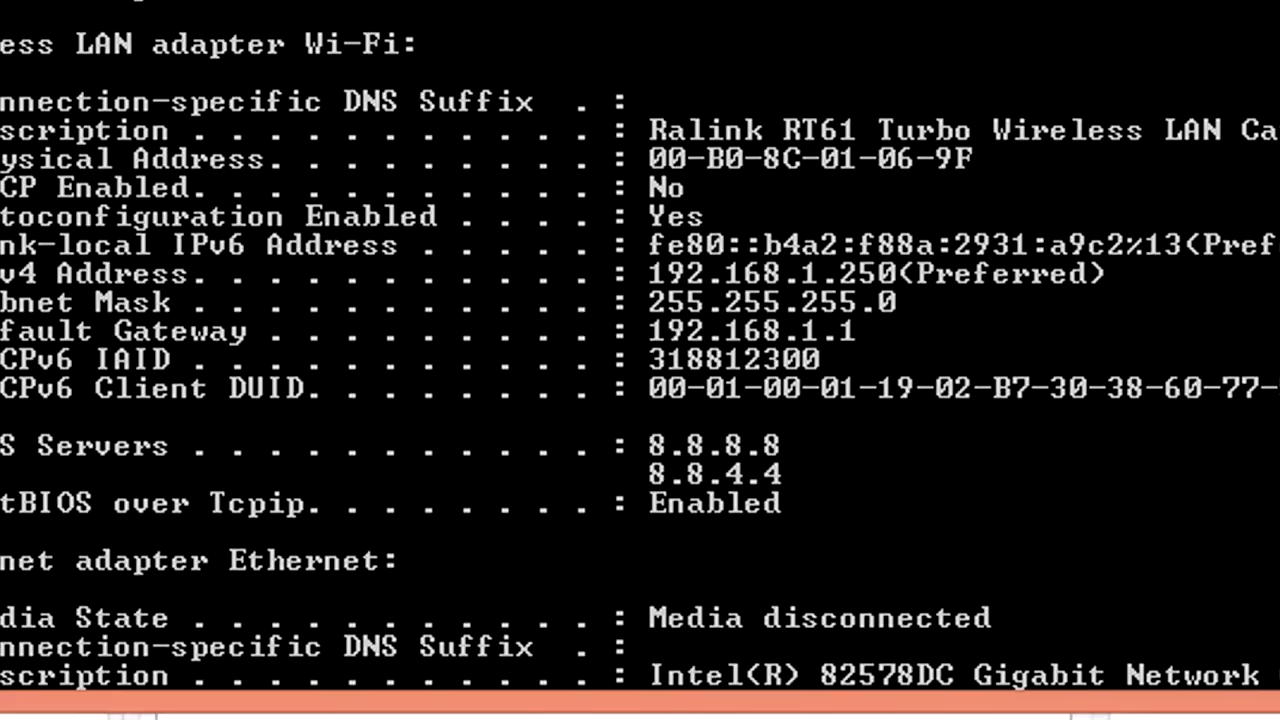 ess LAN adapter Wi-Fi:
nnection-specific DNS Suffix  . :
scription . . . . . . . . . . . : Ralink RT61 Turbo Wireless LAN Ca
ysical Address. . . . . . . . . : 00-B0-8C-01-06-9F
CP Enabled. . . . . . . . . . . : No
toconfiguration Enabled . . . . : Yes
nk-local IPv6 Address . . . . . : fe80::b4a2:f88a:2931:a9c2%13(Pref
v4 Address. . . . . . . . . . . : 192.168.1.250(Preferred)
bnet Mask . . . . . . . . . . . : 255.255.255.0
fault Gateway . . . . . . . . . : 192.168.1.1
CPv6 IAID . . . . . . . . . . . : 318812300
CPv6 Client DUID. . . . . . . . : 00-01-00-01-19-02-B7-30-38-60-77-
S Servers . . . . . . . . . . . : 8.8.8.8
8.8.4.4
tBIOS over Tcpip. . . . . . . . : Enabled
net adapter Ethernet:
dia State . . . . . . . . . . . : Media disconnected
nnection-specific DNS Suffix  . :
scription . . . . . . . . . . . : Intel(R) 82578DC Gigabit Network